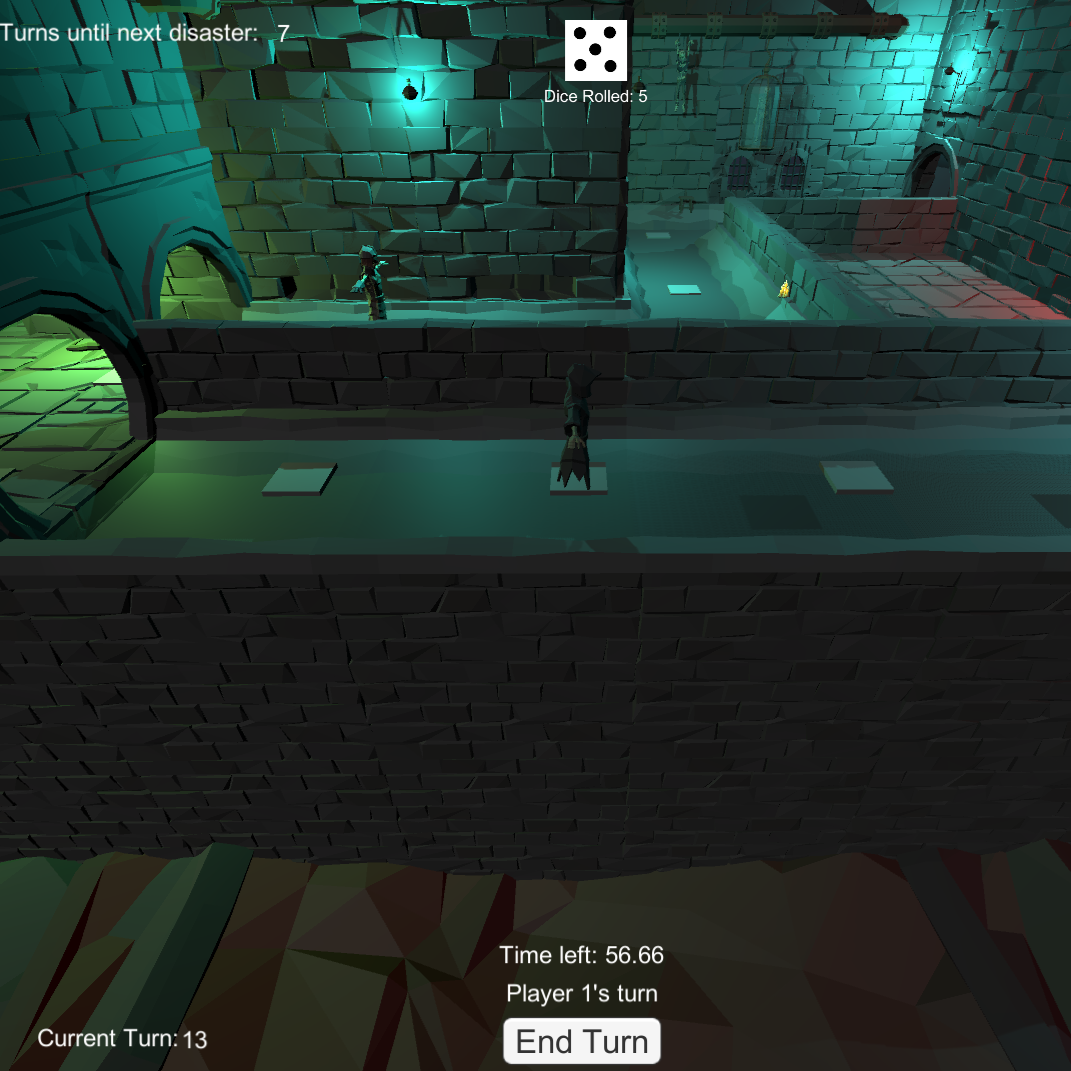 Turns until next disaster: 7
Dice Rolled: 5
Time left: 56.66
Player 1's turn
Current Turn: 13
End Turn